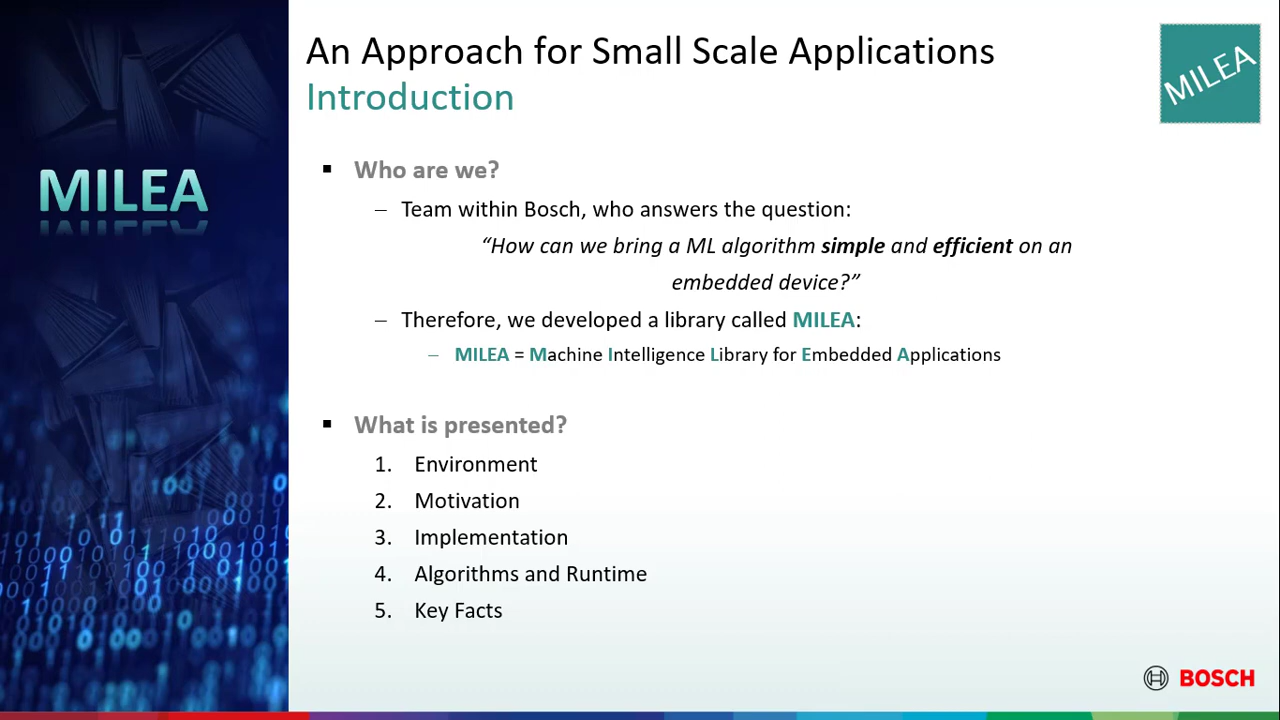 An Approach for Small Scale Applications
Introduction
MILEA
MILEA
▪ Who are we?
– Team within Bosch, who answers the question:
“How can we bring a ML algorithm simple and efficient on an
embedded device?”
– Therefore, we developed a library called MILEA:
– MILEA = Machine Intelligence Library for Embedded Applications
▪ What is presented?
1. Environment
2. Motivation
3. Implementation
4. Algorithms and Runtime
5. Key Facts
BOSCH